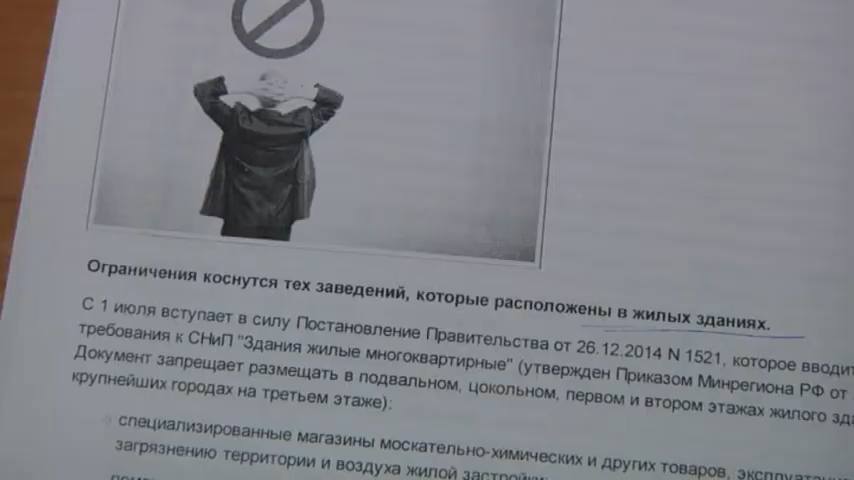 Ограничения коснутся тех заведений, которые расположены в жилых зданиях.
С 1 июля вступает в силу Постановление Правительства от 26.12.2014 N 1521, которое вводит
требования к СНиП "Здания жилые многоквартирные" (утвержден Приказом Минрегиона РФ от
Документ запрещает размещать в подвальном, цокольном, первом и втором этажах жилого
крупнейших городах на третьем этаже):
специализированные магазины москательно-химических и других товаров,
загрязнению территории и воздуха жилой застройки;